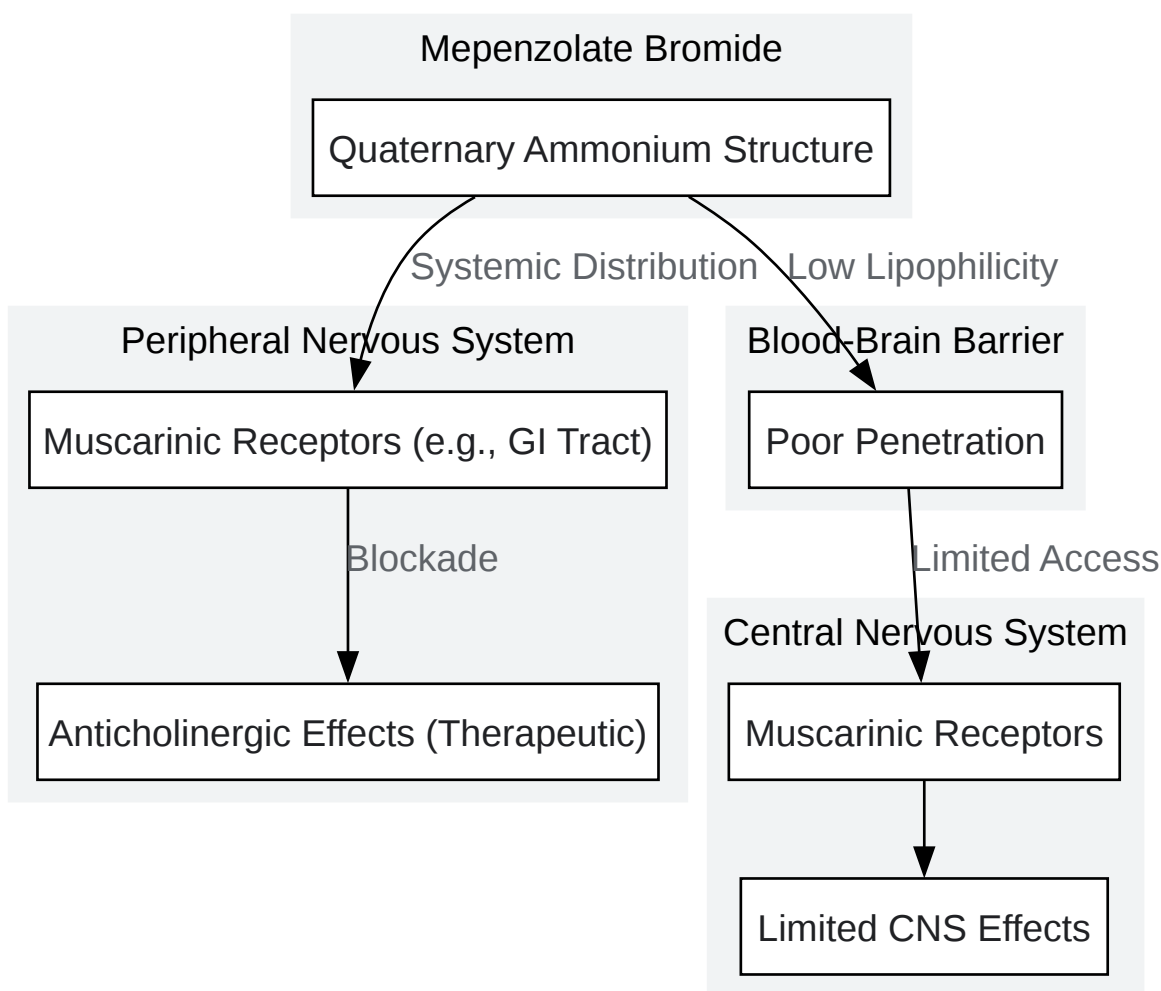 Mepenzolate Bromide
Quaternary Ammonium Structure
Systemic Distribution
Low Lipophilicity
Peripheral Nervous System
Blood-Brain Barrier
Muscarinic Receptors (e.g., GI Tract)
Poor Penetration
Blockade
Limited Access
Central Nervous System
Anticholinergic Effects (Therapeutic)
Muscarinic Receptors
Limited CNS Effects